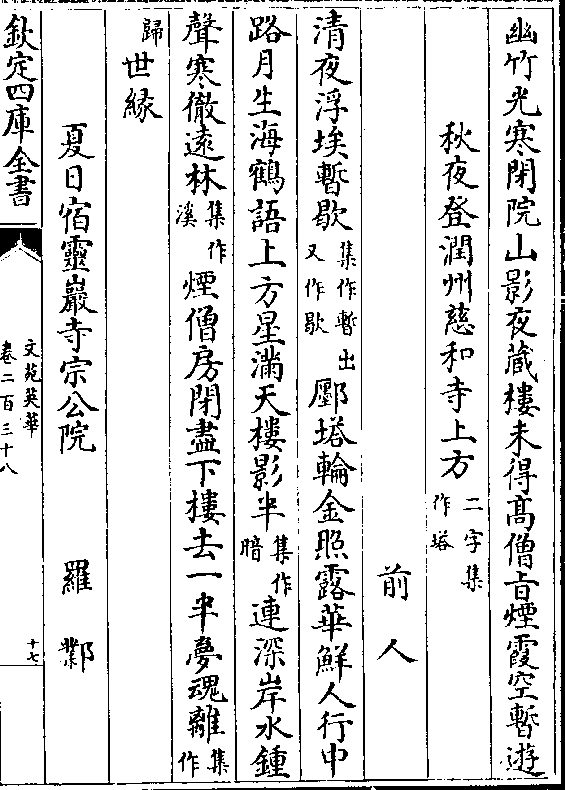 幽竹光寒閉院山影夜藏樓未得高僧旨煙霞空暫遊
秋夜登潤州慈和寺上方二字集作塔
前人
清夜浮埃暫歇集作暫又作歇出鄽塔輪金照露華鮮人行中
路月生海鶴語上方星滿天樓影半集作暗連深岸水鍾
聲寒徹遠林集作溪煙僧房閉盡下樓去一半夢魂離集作
歸世緣
夏日宿靈巖寺宗公院
羅鄴
欽定四庫全書
文苑英華
卷二百三十八
十七